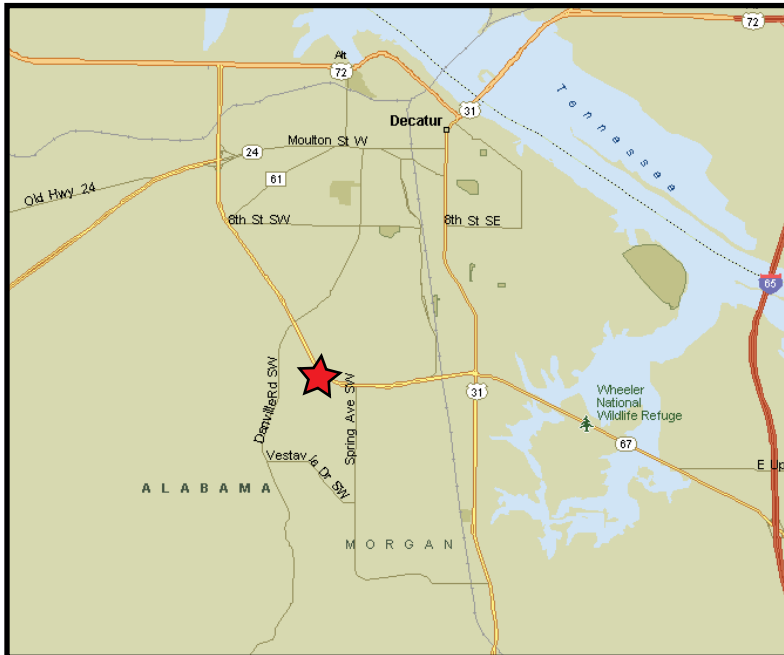 72
Alt
72
31
Tennessee
Decatur
24
Moulton St W
61
Old Hwy 24
8th St SW
8th St SE
65
Danville Rd SW
Spring Ave SW
31
Wheeler
National
Wildlife Refuge
67
Vestavia Dr SW
E Up
ALABAMA
MORGAN